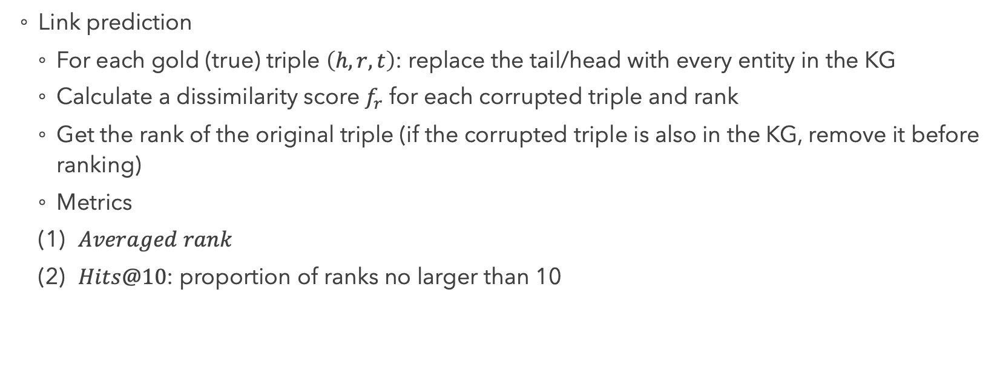 ◦ Link prediction
◦ For each gold (true) triple (h, r, t): replace the tail/head with every entity in the KG
◦ Calculate a dissimilarity score fᵣ for each corrupted triple and rank
◦ Get the rank of the original triple (if the corrupted triple is also in the KG, remove it before
ranking)
◦ Metrics
(1) Averaged rank
(2) Hits@10: proportion of ranks no larger than 10